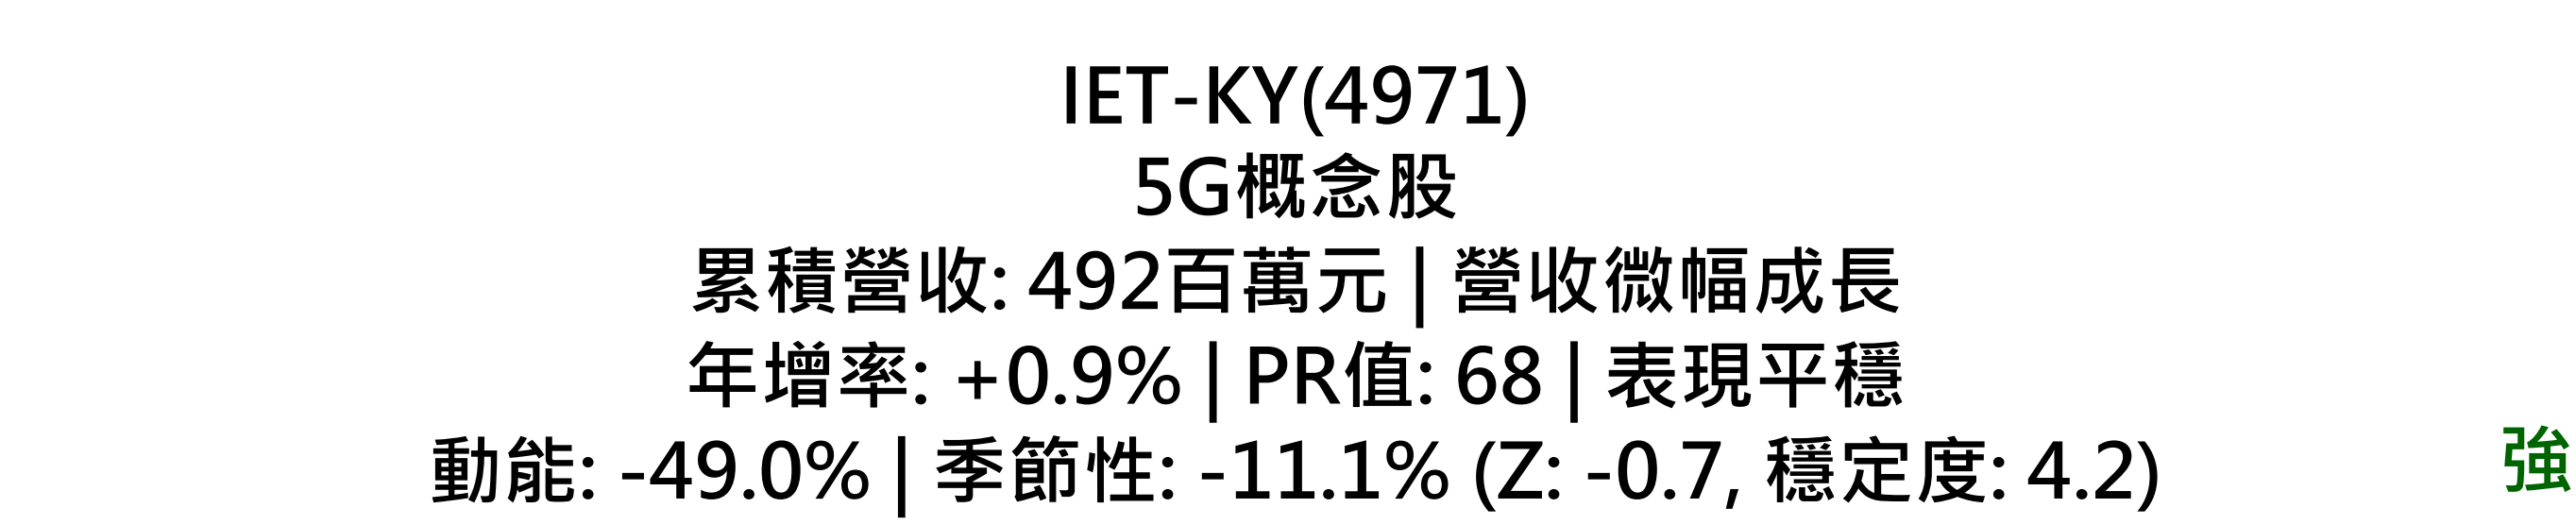 IET-KY(4971)
5G概念股
累積營收: 492百萬元 | 營收微幅成長
年增率: +0.9% | PR值: 68 | 表現平穩
動能: -49.0% | 季節性: -11.1% (Z: -0.7, 穩定度: 4.2)
強